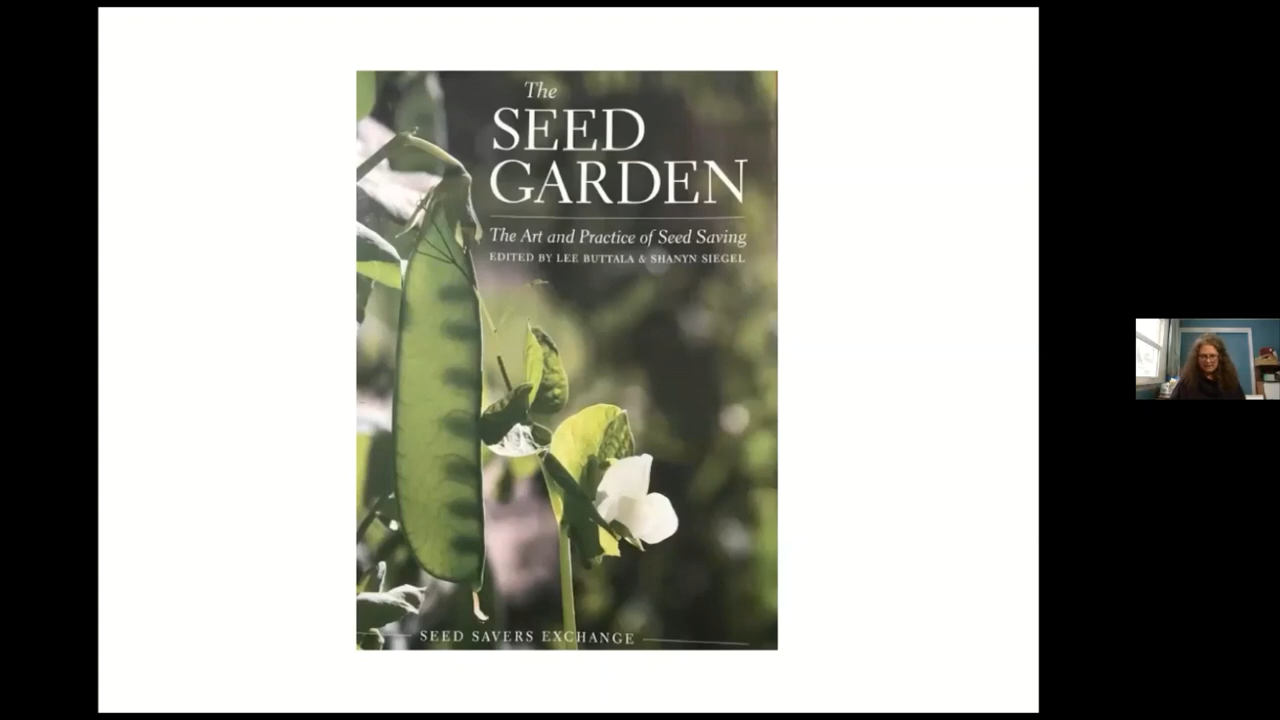 The
SEED
GARDEN
The Art and Practice of Seed Saving
EDITED BY LEE BUTTALA & SHANYN SIEGEL
SEED SAVERS EXCHANGE